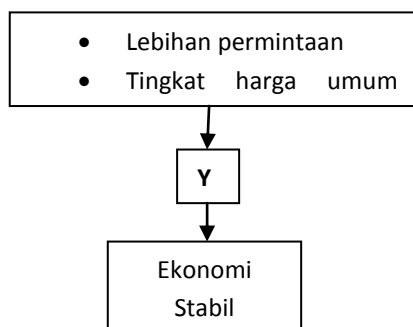 • Lebihan permintaan
• Tingkat harga umum
Y
Ekonomi
Stabil